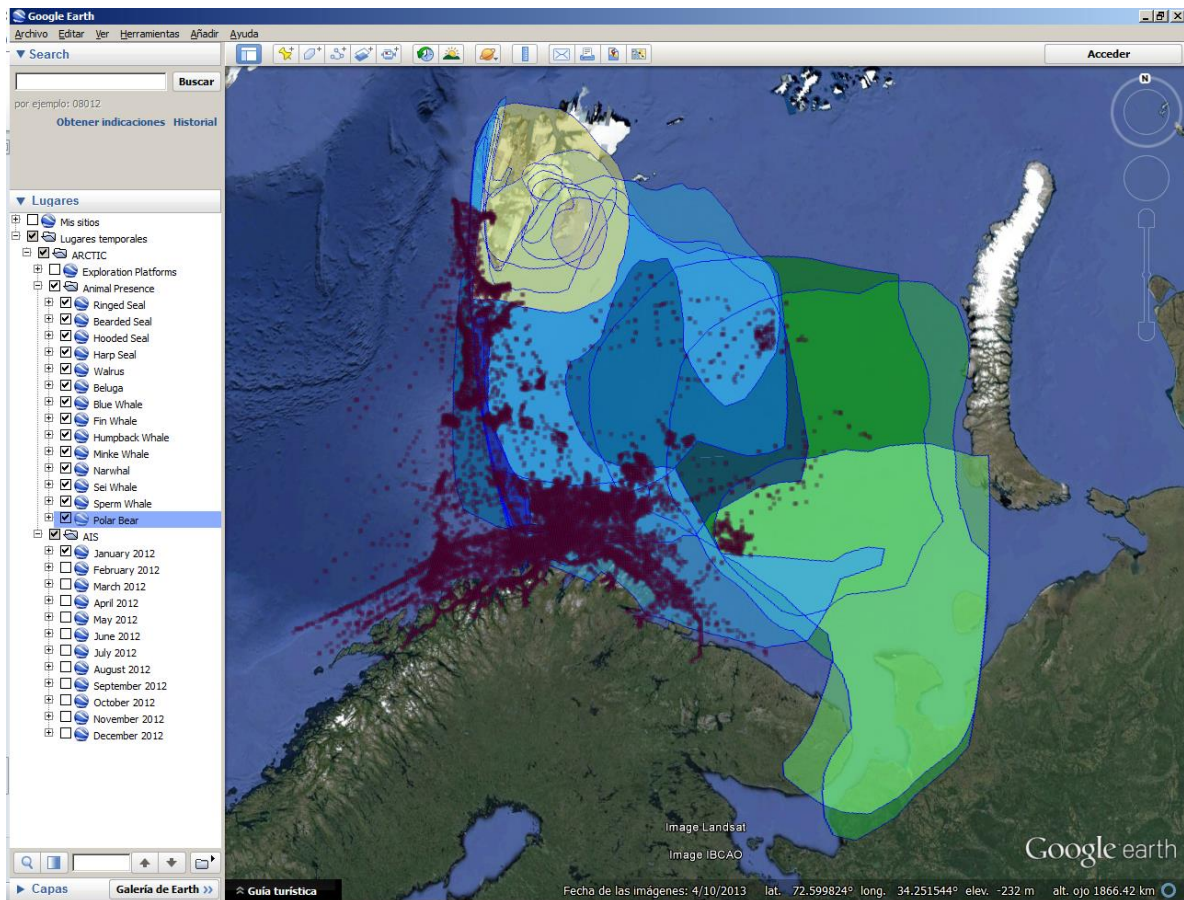 Google Earth
Archivo Editar Ver Herramientas Añadir Ayuda
Search
Buscar
por ejemplo: 08012
Obtener indicaciones Historial
Lugares
Mis sitios
Lugares temporales
ARCTIC
Exploration Platforms
Animal Presence
Ringed Seal
Bearded Seal
Hooded Seal
Harp Seal
Walrus
Beluga
Blue Whale
Fin Whale
Humpback Whale
Minke Whale
Narwhal
Sei Whale
Sperm Whale
Polar Bear
AIS
January 2012
February 2012
March 2012
April 2012
May 2012
June 2012
July 2012
August 2012
September 2012
October 2012
November 2012
December 2012
Capas
Galería de Earth »
Acceder
N
Image Landsat
Image IBCAO
Google earth
Guía turística
Fecha de las imágenes: 4/10/2013 lat. 72.599824° long. 34.251544° elev. -232 m alt. ojo 1866.42 km